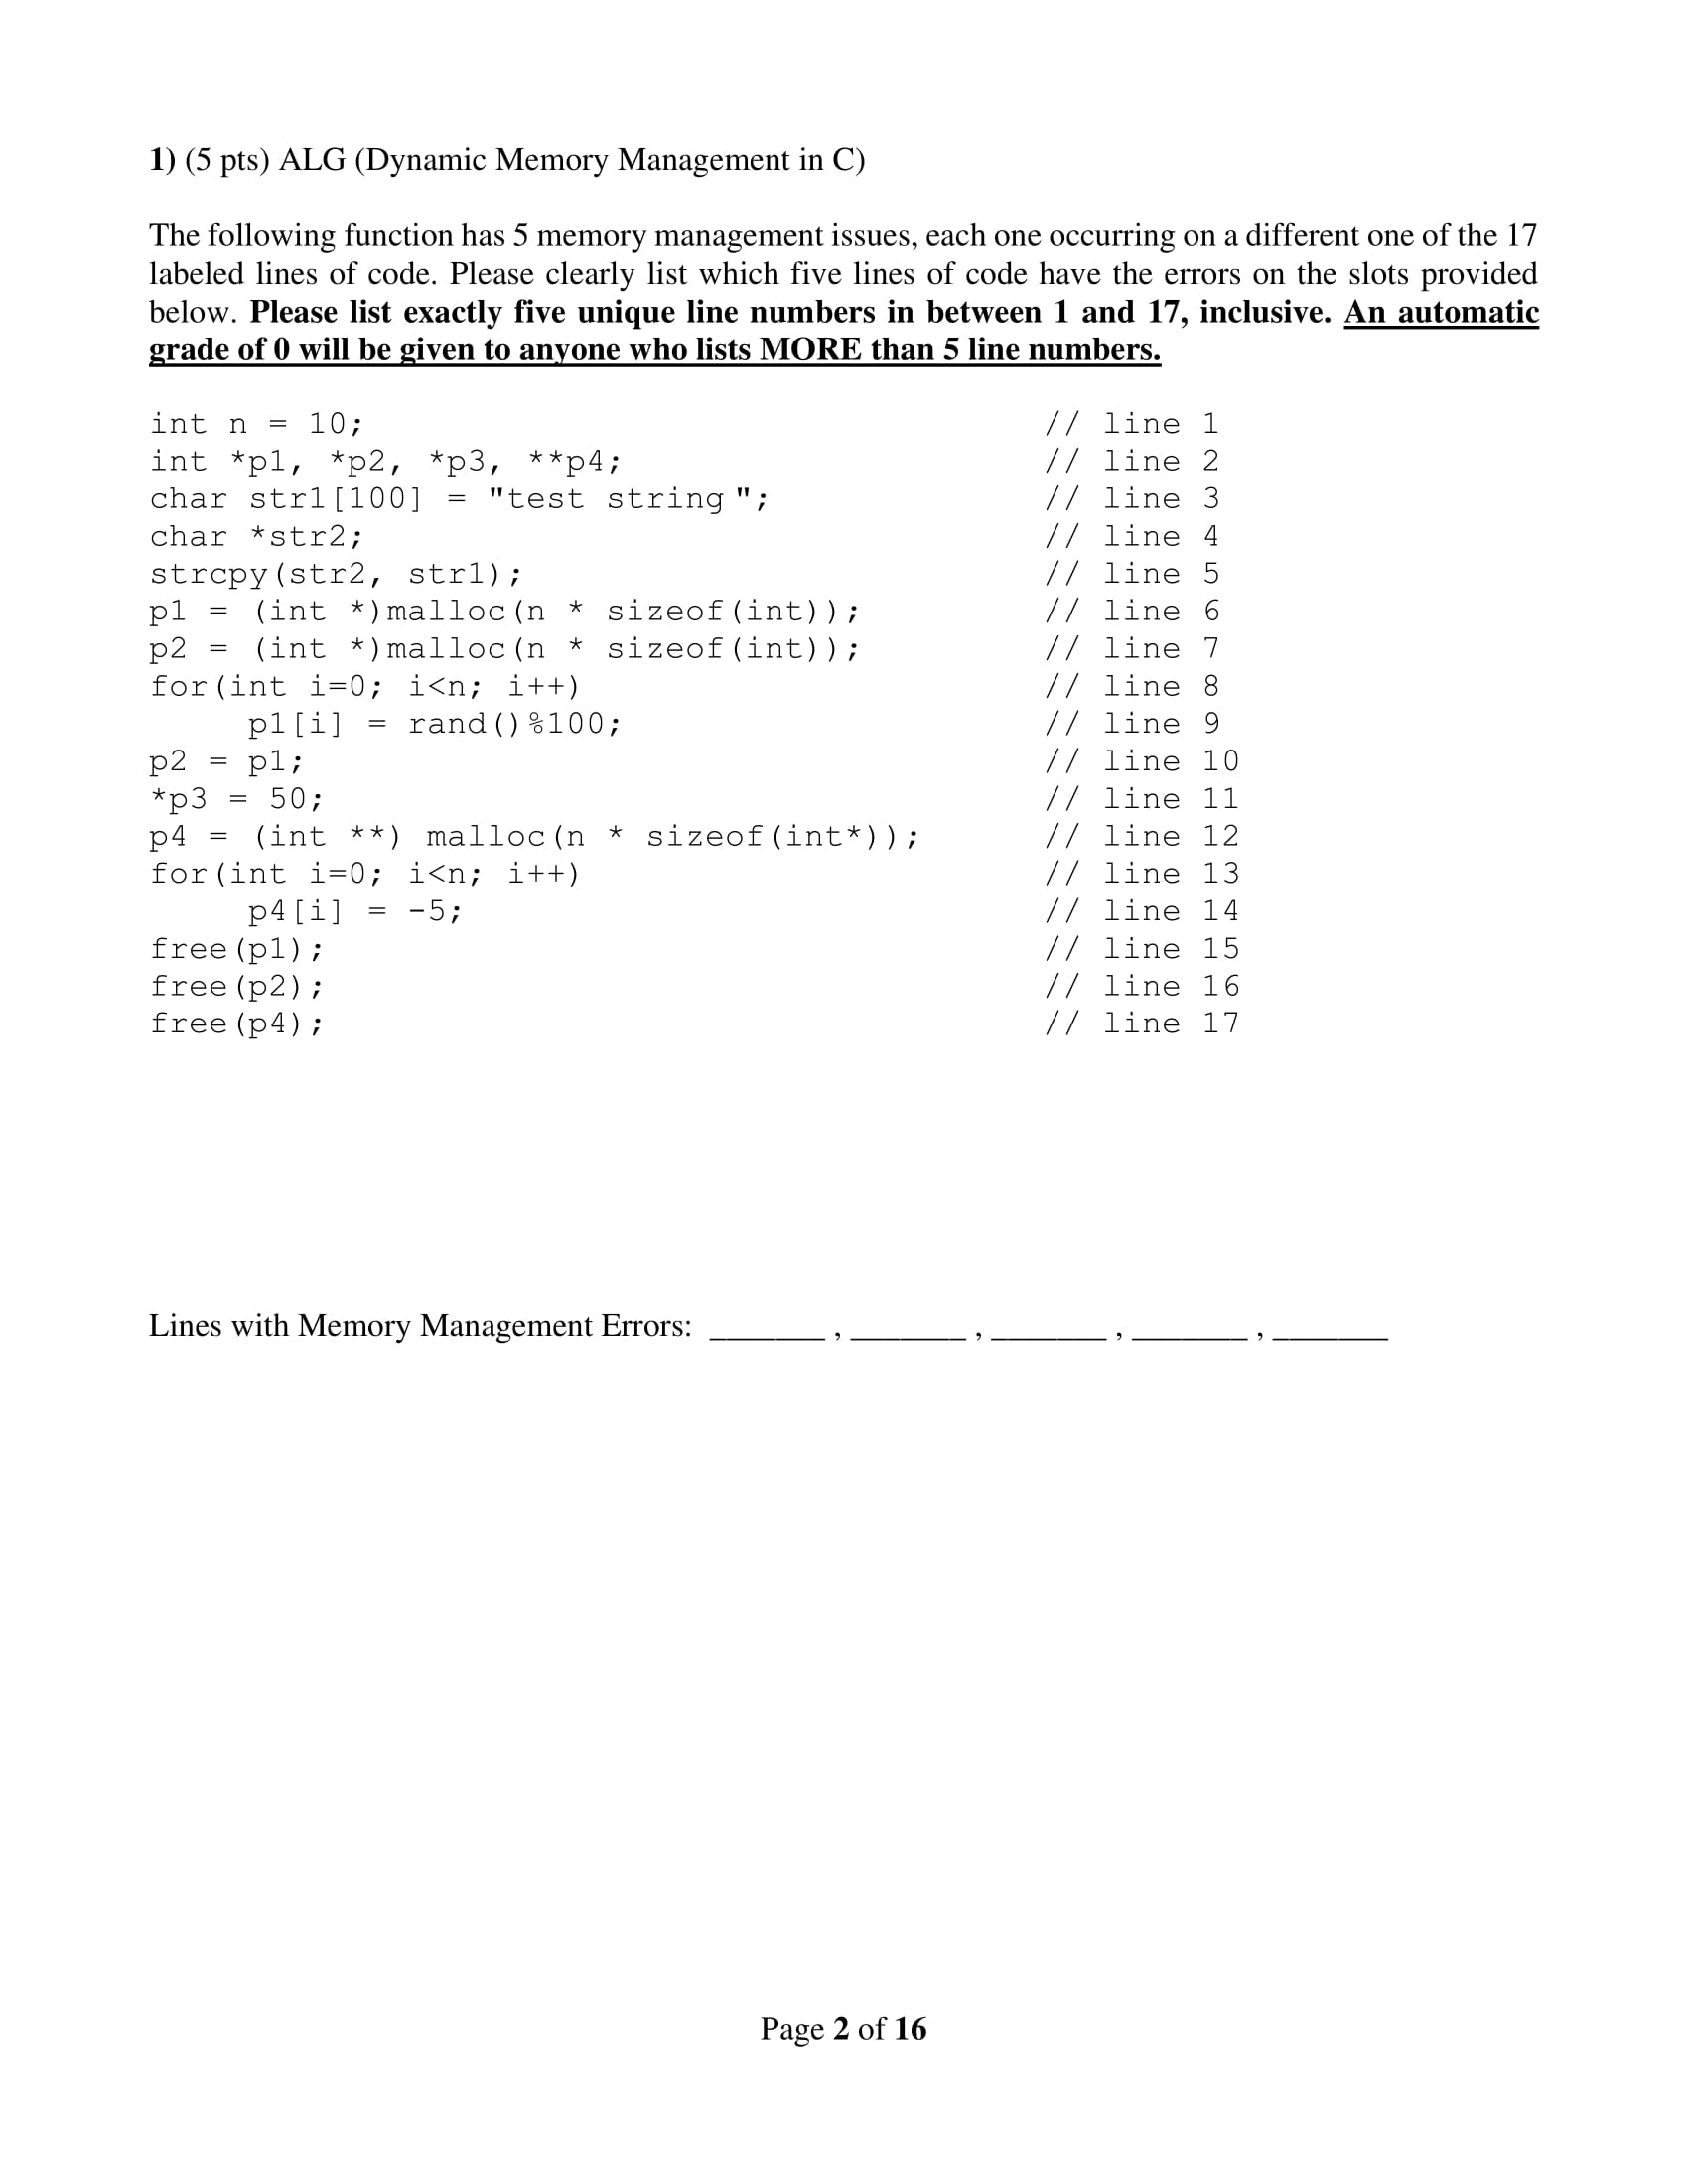 1) (5 pts) ALG (Dynamic Memory Management in C)
The following function has 5 memory management issues, each one occurring on a different one of the 17
labeled lines of code. Please clearly list which five lines of code have the errors on the slots provided
below. Please list exactly five unique line numbers in between 1 and 17, inclusive. An automatic
grade of 0 will be given to anyone who lists MORE than 5 line numbers.
int n = 10; // line 1
int *p1, *p2, *p3, **p4; // line 2
char str1[100] = "test string"; // line 3
char *str2; // line 4
strcpy(str2, str1); // line 5
p1 = (int *)malloc(n * sizeof(int)); // line 6
p2 = (int *)malloc(n * sizeof(int)); // line 7
for(int i=0; i<n; i++) // line 8
p1[i] = rand()%100; // line 9
p2 = p1; // line 10
*p3 = 50; // line 11
p4 = (int **) malloc(n * sizeof(int*)); // line 12
for(int i=0; i<n; i++) // line 13
p4[i] = -5; // line 14
free(p1); // line 15
free(p2); // line 16
free(p4); // line 17
Lines with Memory Management Errors: _______ , _______ , _______ , _______ , _______
Page 2 of 16